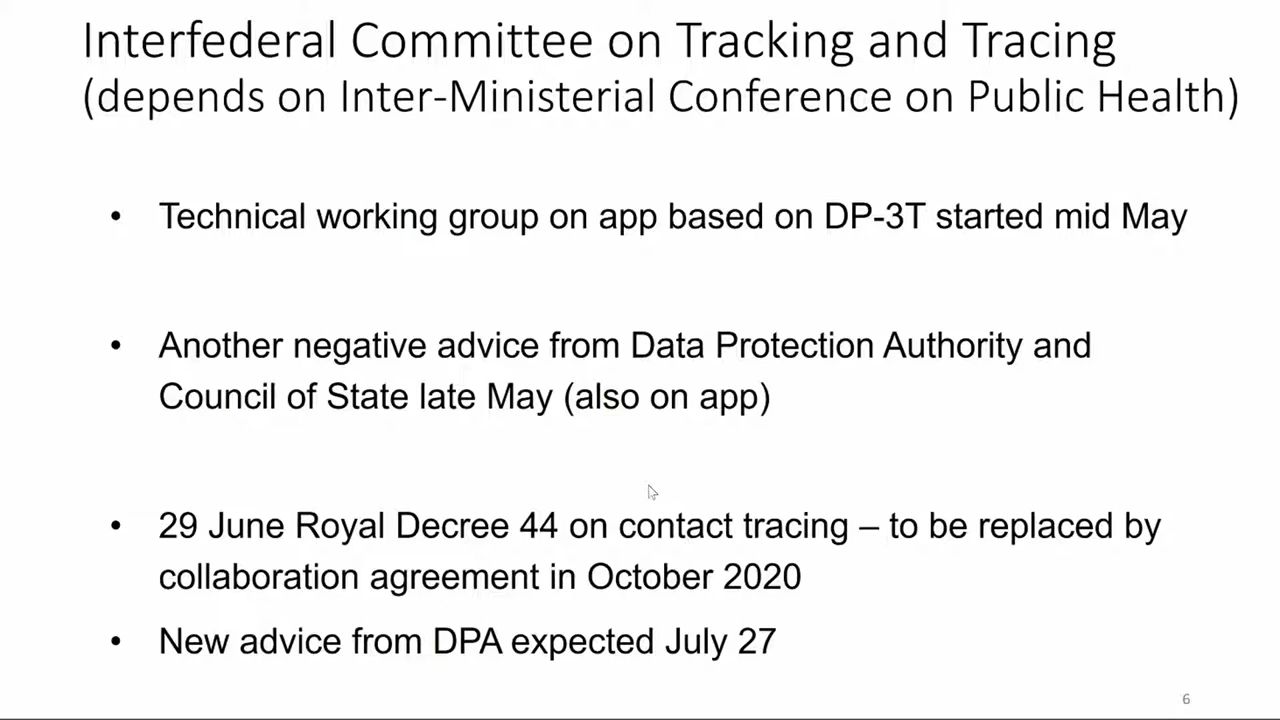 Interfederal Committee on Tracking and Tracing
(depends on Inter-Ministerial Conference on Public Health)
• Technical working group on app based on DP-3T started mid May
• Another negative advice from Data Protection Authority and
Council of State late May (also on app)
• 29 June Royal Decree 44 on contact tracing – to be replaced by
collaboration agreement in October 2020
• New advice from DPA expected July 27
6